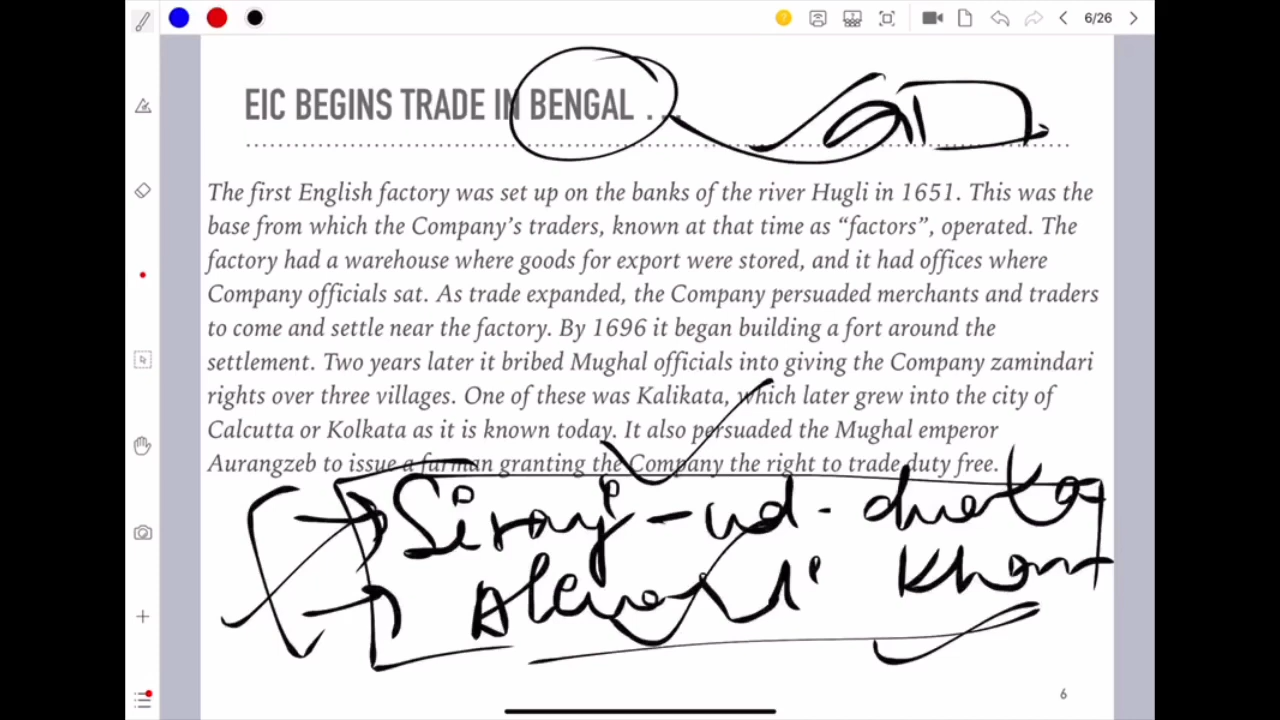 6/26
EIC BEGINS TRADE IN BENGAL ...
The first English factory was set up on the banks of the river Hugli in 1651. This was the
base from which the Company's traders, known at that time as “factors”, operated. The
factory had a warehouse where goods for export were stored, and it had offices where
Company officials sat. As trade expanded, the Company persuaded merchants and traders
to come and settle near the factory. By 1696 it began building a fort around the
settlement. Two years later it bribed Mughal officials into giving the Company zamindari
rights over three villages. One of these was Kalikata, which later grew into the city of
Calcutta or Kolkata as it is known today. It also persuaded the Mughal emperor
Aurangzeb to issue a farman granting the Company the right to trade duty free.
Siraj-ud-
Khan
6